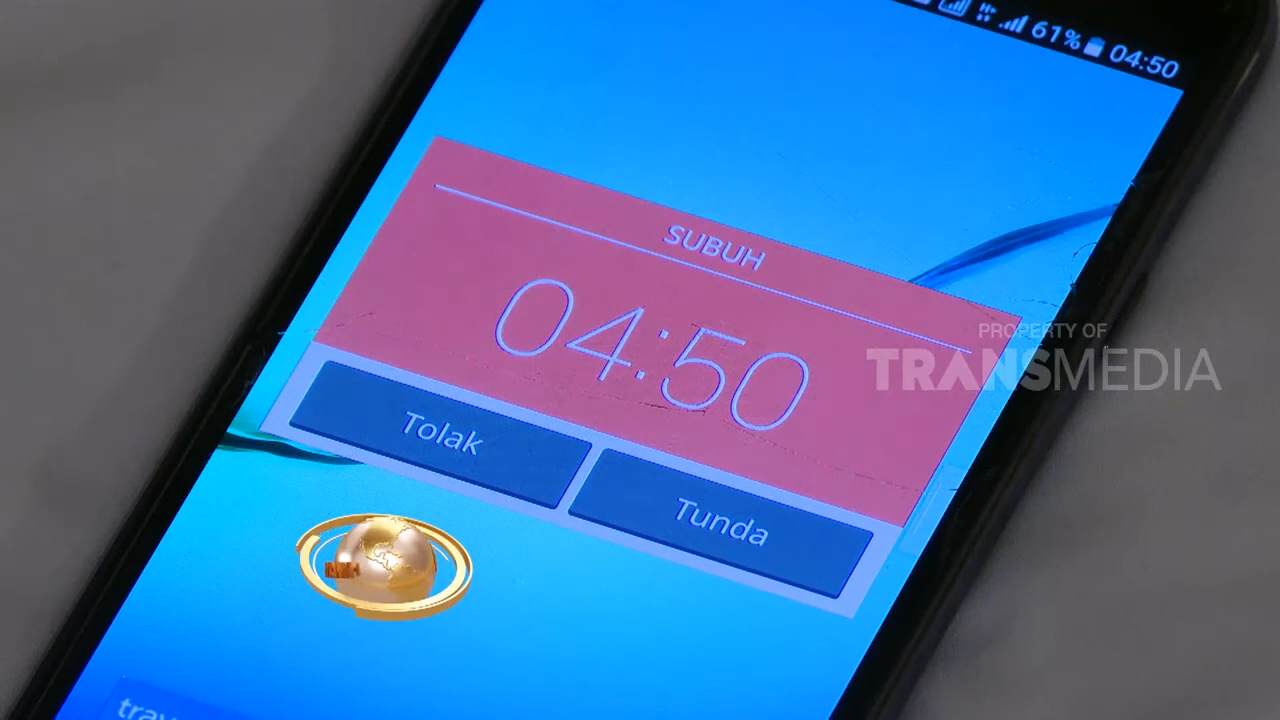 61% 04:50
SUBUH
04:50
PROPERTY OF
TRANSMEDIA
Tolak
Tunda